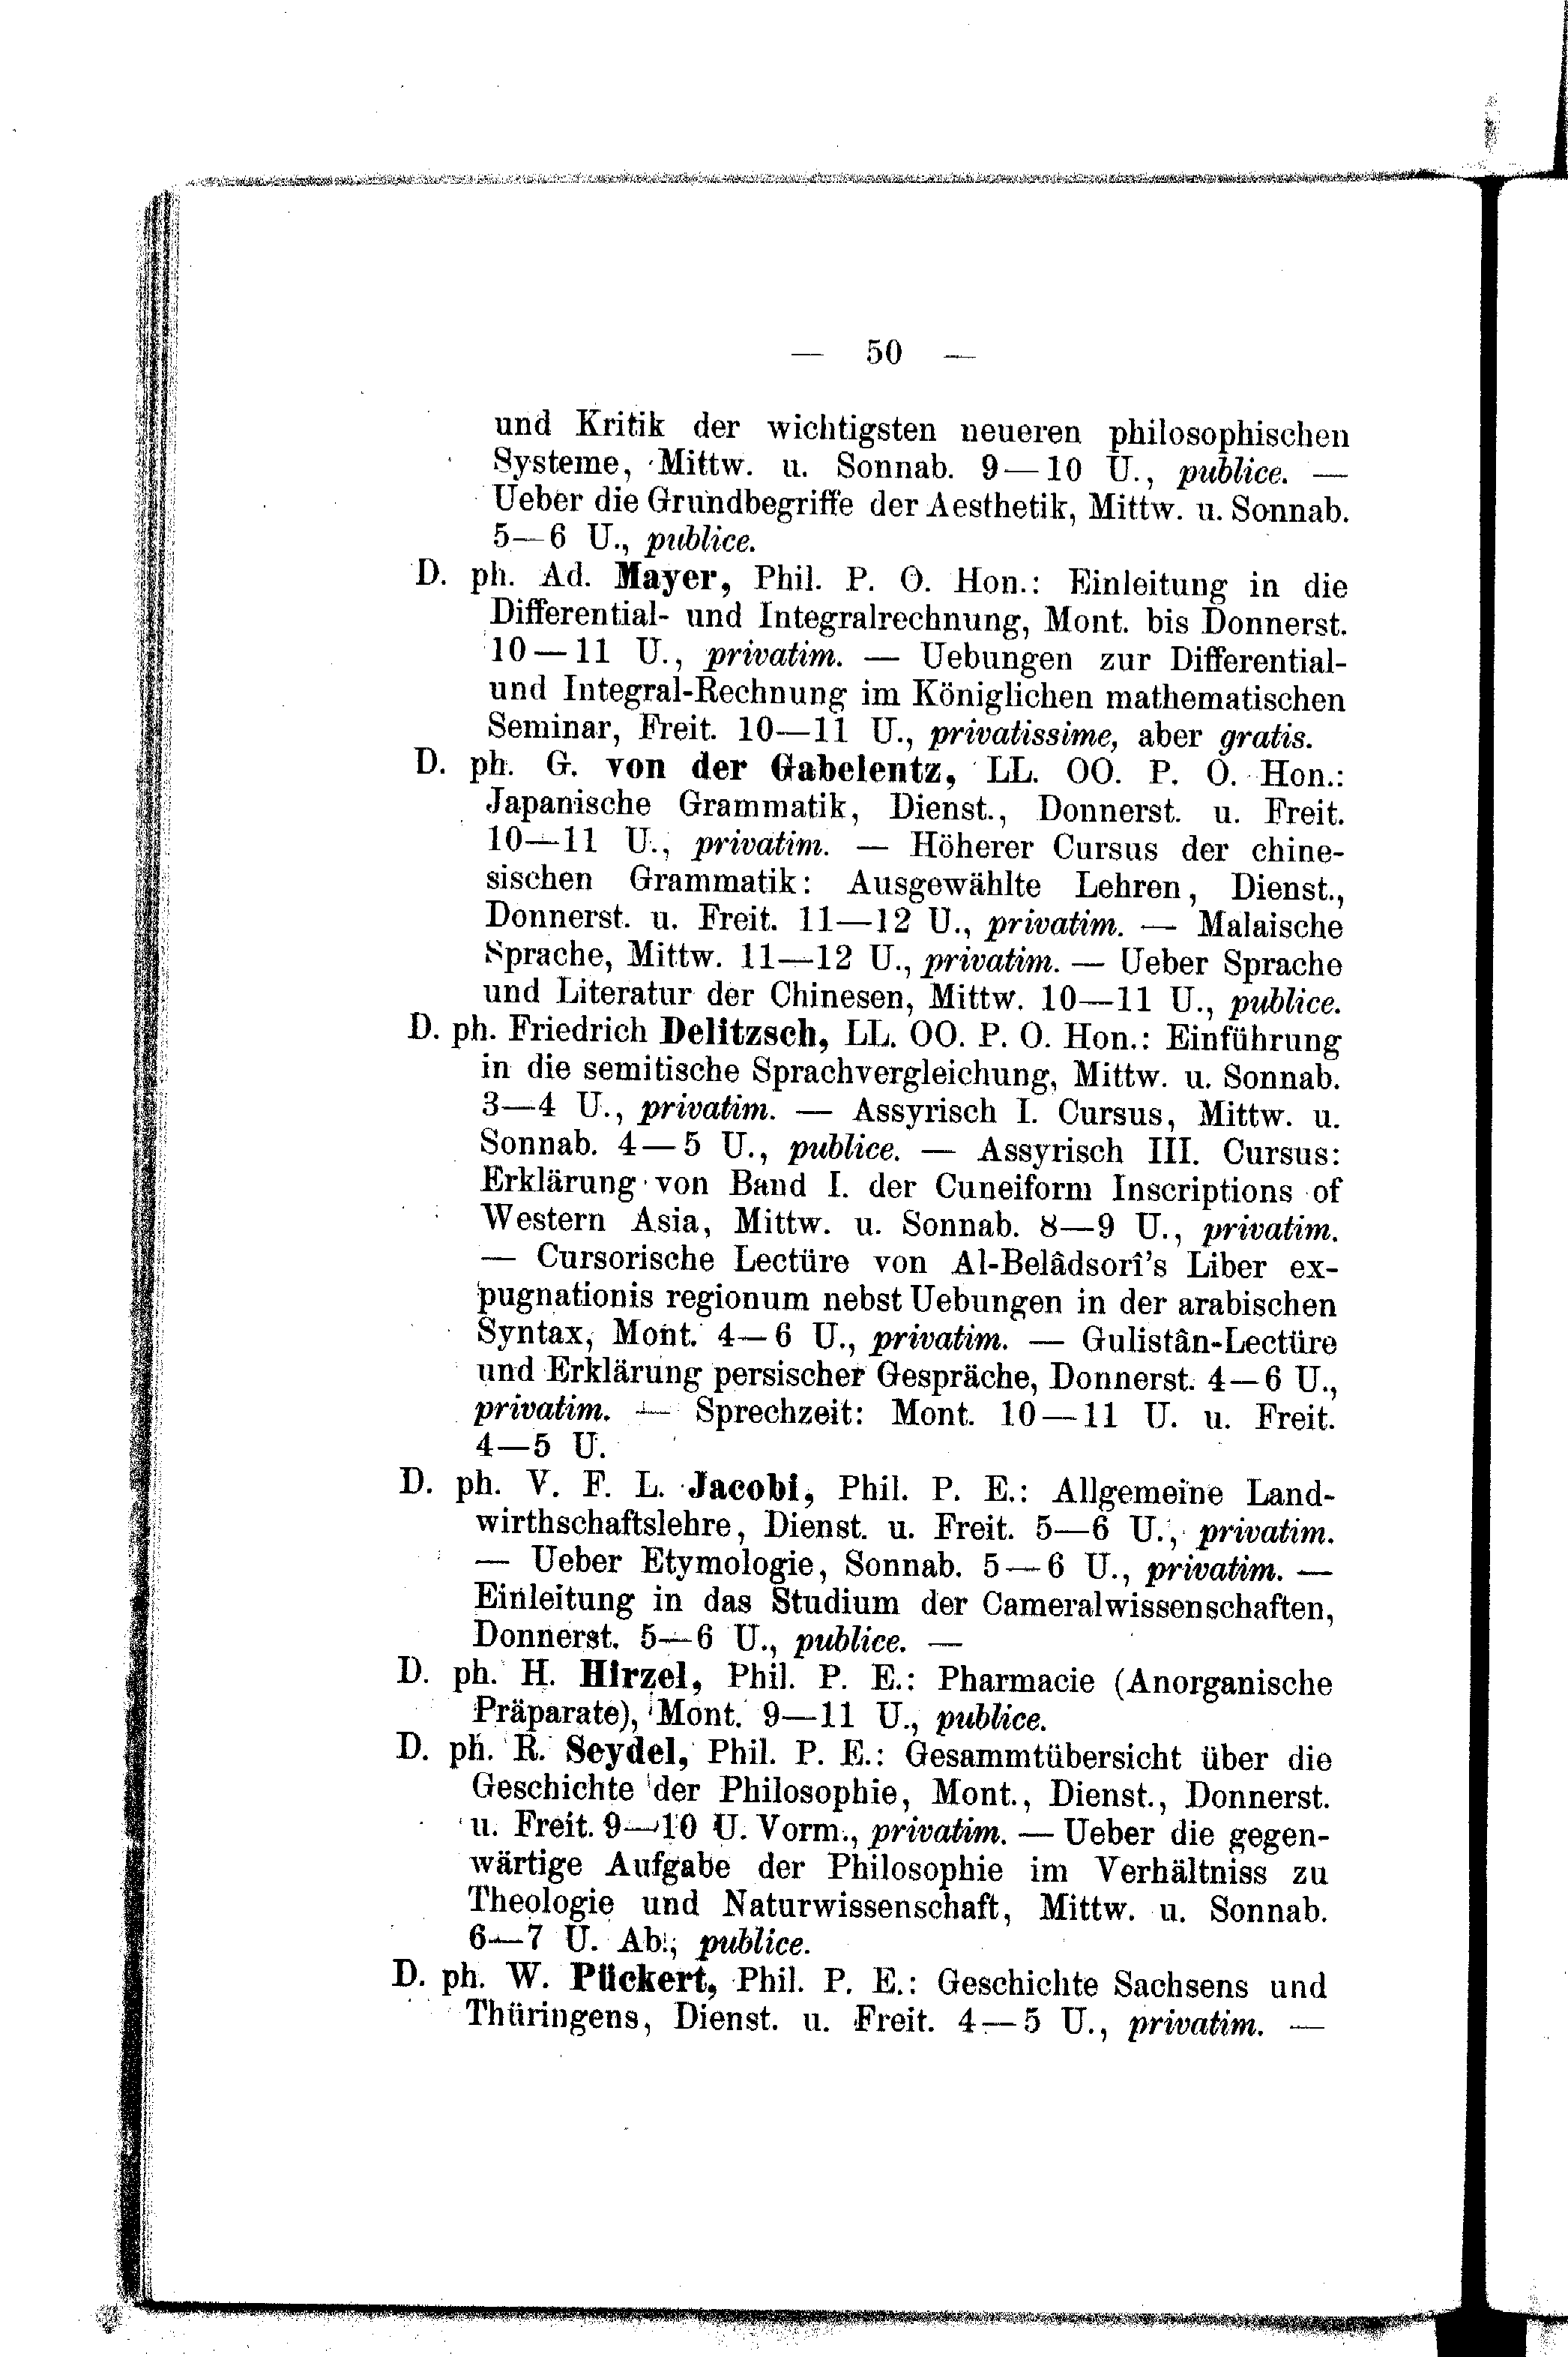 — 50 —
und Kritik der wichtigsten neueren philosophischen
Systeme, Mittw. u. Sonnab. 9—10 U., publice. —
Ueber die Grundbegriffe der Aesthetik, Mittw. u. Sonnab.
5—6 U., publice.
D. ph. Ad. Mayer, Phil. P. O. Hon.: Einleitung in die
Differential- und Integralrechnung, Mont. bis Donnerst.
10—11 U., privatim. — Uebungen zur Differential-
und Integral-Rechnung im Königlichen mathematischen
Seminar, Freit. 10—11 U., privatissime, aber gratis.
D. ph. G. von der Gabelentz, LL. OO. P. O. Hon.:
Japanische Grammatik, Dienst., Donnerst. u. Freit.
10—11 U., privatim. — Höherer Cursus der chine-
sischen Grammatik: Ausgewählte Lehren, Dienst.,
Donnerst. u. Freit. 11—12 U., privatim. — Malaische
Sprache, Mittw. 11—12 U., privatim. — Ueber Sprache
und Literatur der Chinesen, Mittw. 10—11 U., publice.
D. ph. Friedrich Delitzsch, LL. OO. P. O. Hon.: Einführung
in die semitische Sprachvergleichung, Mittw. u. Sonnab.
3—4 U., privatim. — Assyrisch I. Cursus, Mittw. u.
Sonnab. 4—5 U., publice. — Assyrisch III. Cursus:
Erklärung von Band I. der Cuneiform Inscriptions of
Western Asia, Mittw. u. Sonnab. 8—9 U., privatim.
— Cursorische Lectüre von Al-Belâdsorî's Liber ex-
pugnationis regionum nebst Uebungen in der arabischen
Syntax, Mont. 4—6 U., privatim. — Gulistân-Lectüre
und Erklärung persischer Gespräche, Donnerst. 4—6 U.,
privatim. — Sprechzeit: Mont. 10—11 U. u. Freit.
4—5 U.
D. ph. V. F. L. Jacobi, Phil. P. E.: Allgemeine Land-
wirthschaftslehre, Dienst. u. Freit. 5—6 U., privatim.
— Ueber Etymologie, Sonnab. 5—6 U., privatim. —
Einleitung in das Studium der Cameralwissenschaften,
Donnerst. 5—6 U., publice. —
D. ph. H. Hirzel, Phil. P. E.: Pharmacie (Anorganische
Präparate), Mont. 9—11 U., publice.
D. ph. R. Seydel, Phil. P. E.: Gesammtübersicht über die
Geschichte der Philosophie, Mont., Dienst., Donnerst.
u. Freit. 9—10 U. Vorm., privatim. — Ueber die gegen-
wärtige Aufgabe der Philosophie im Verhältniss zu
Theologie und Naturwissenschaft, Mittw. u. Sonnab.
6—7 U. Ab., publice.
D. ph. W. Pückert, Phil. P. E.: Geschichte Sachsens und
Thüringens, Dienst. u. Freit. 4—5 U., privatim. —